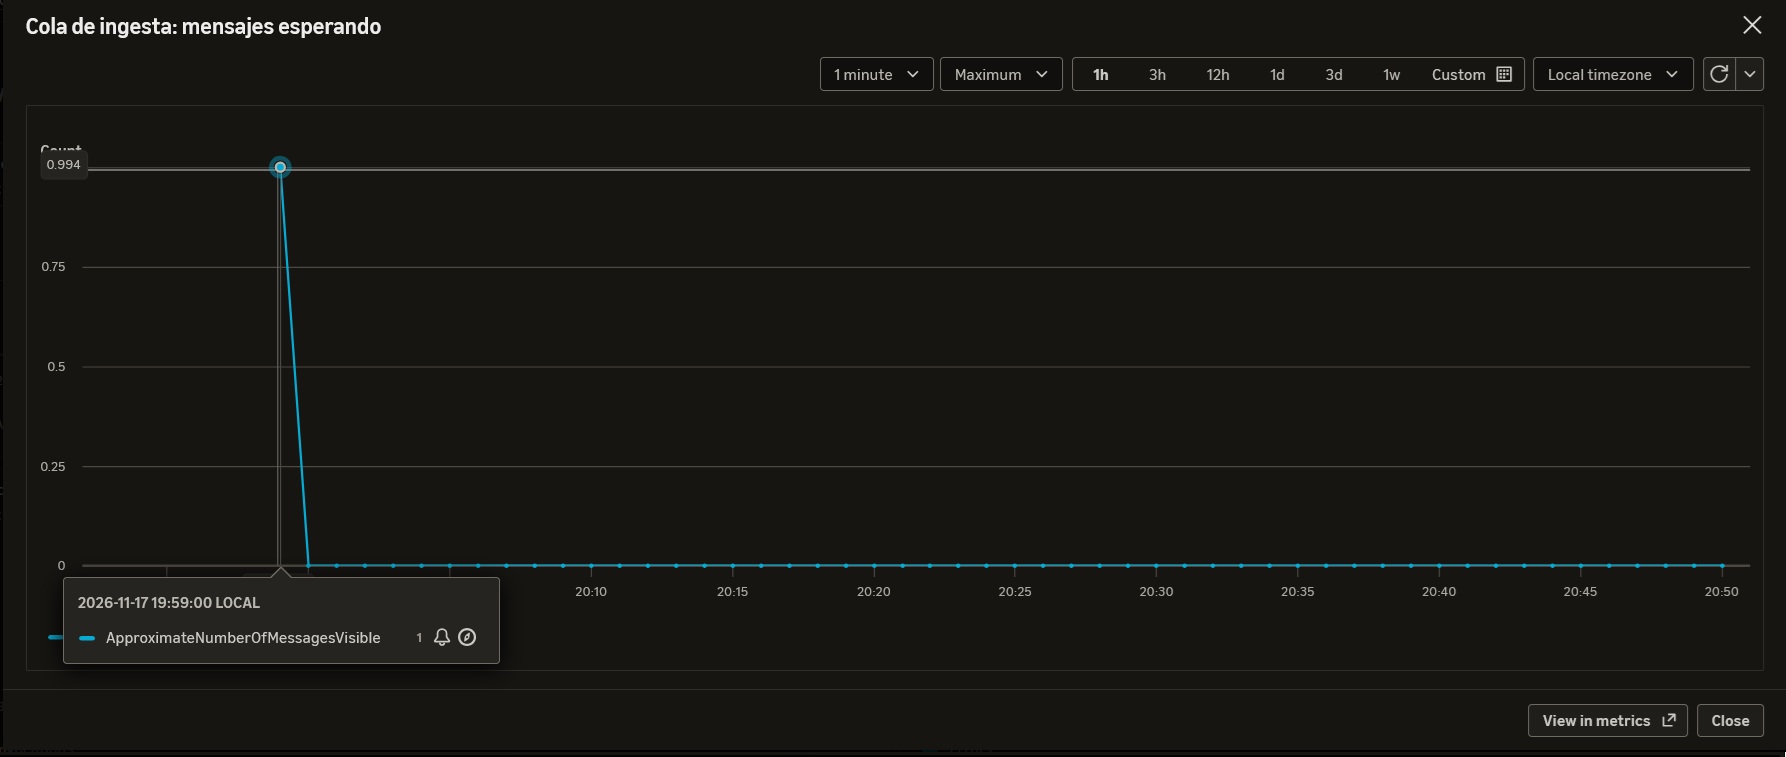 Cola de ingesta: mensajes esperando
1 minute Maximum 1h 3h 12h 1d 3d 1w Custom Local timezone
Count
0.994
0.75
0.5
0.25
0
20:10 20:15 20:20 20:25 20:30 20:35 20:40 20:45 20:50
2026-11-17 19:59:00 LOCAL
ApproximateNumberOfMessagesVisible 1
View in metrics Close